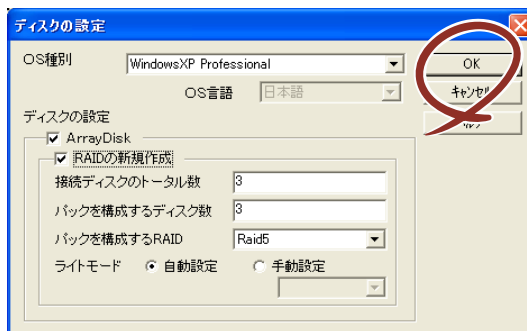 ディスクの設定
OS種別
WindowsXP Professional
OK
OS言語
日本語
キャンセル
ディスクの設定
ArrayDisk
RAIDの新規作成
接続ディスクのトータル数
3
パックを構成するディスク数
3
パックを構成するRAID
Raid5
ライトモード
自動設定
手動設定